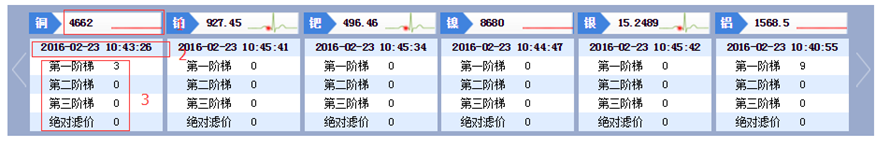 铜 4662 铂 927.45 钯 496.46 镍 8680 银 15.2489 铝 1568.5
2016-02-23 10:43:26 2016-02-23 10:45:41 2016-02-23 10:45:34 2016-02-23 10:44:47 2016-02-23 10:45:42 2016-02-23 10:40:55
2
第一阶梯 3 第一阶梯 0 第一阶梯 0 第一阶梯 0 第一阶梯 0 第一阶梯 9
第二阶梯 0 第二阶梯 0 第二阶梯 0 第二阶梯 0 第二阶梯 0 第二阶梯 0
3
第三阶梯 0 第三阶梯 0 第三阶梯 0 第三阶梯 0 第三阶梯 0 第三阶梯 0
绝对滤价 0 绝对滤价 0 绝对滤价 0 绝对滤价 0 绝对滤价 0 绝对滤价 0